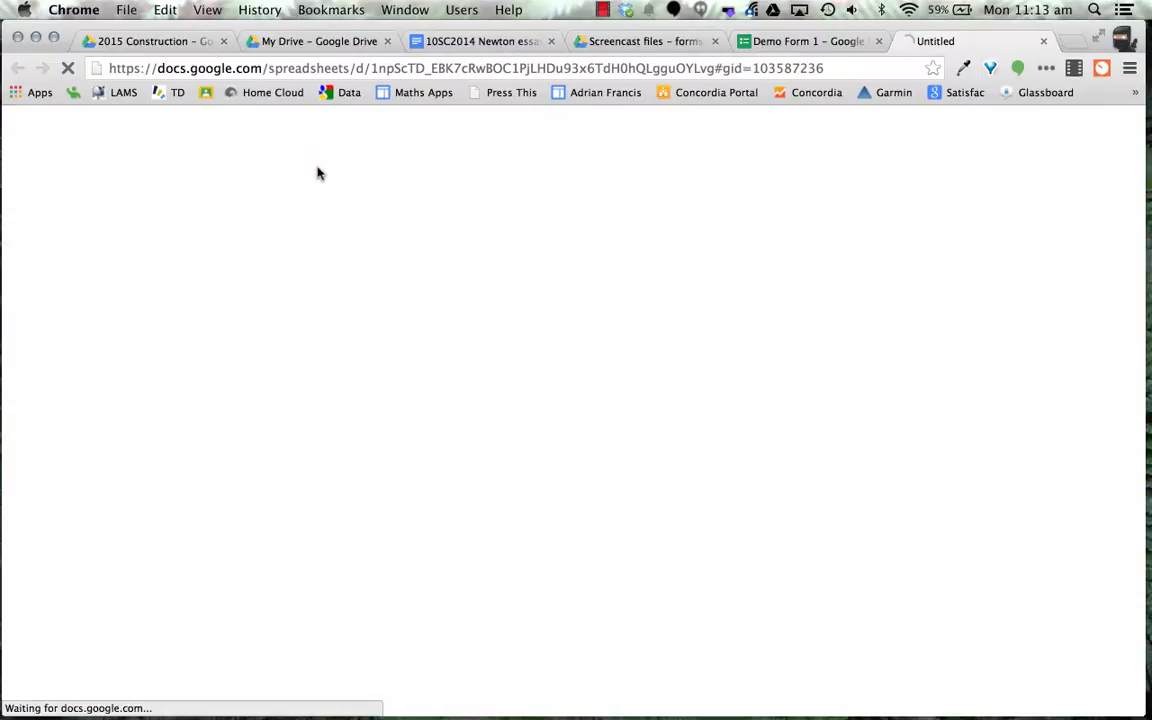 Chrome File Edit View History Bookmarks Window Users Help 59% Mon 11:13 am
2015 Construction – Go My Drive – Google Drive 10SC2014 Newton essa Screencast files – forms Demo Form 1 – Google Untitled
https://docs.google.com/spreadsheets/d/1npScTD_EBK7cRwBOC1PjLHDu93x6TdH0hQLgguOYLvg#gid=103587236
Apps LAMS TD Home Cloud Data Maths Apps Press This Adrian Francis Concordia Portal Concordia Garmin Satisfac Glassboard »
Waiting for docs.google.com...